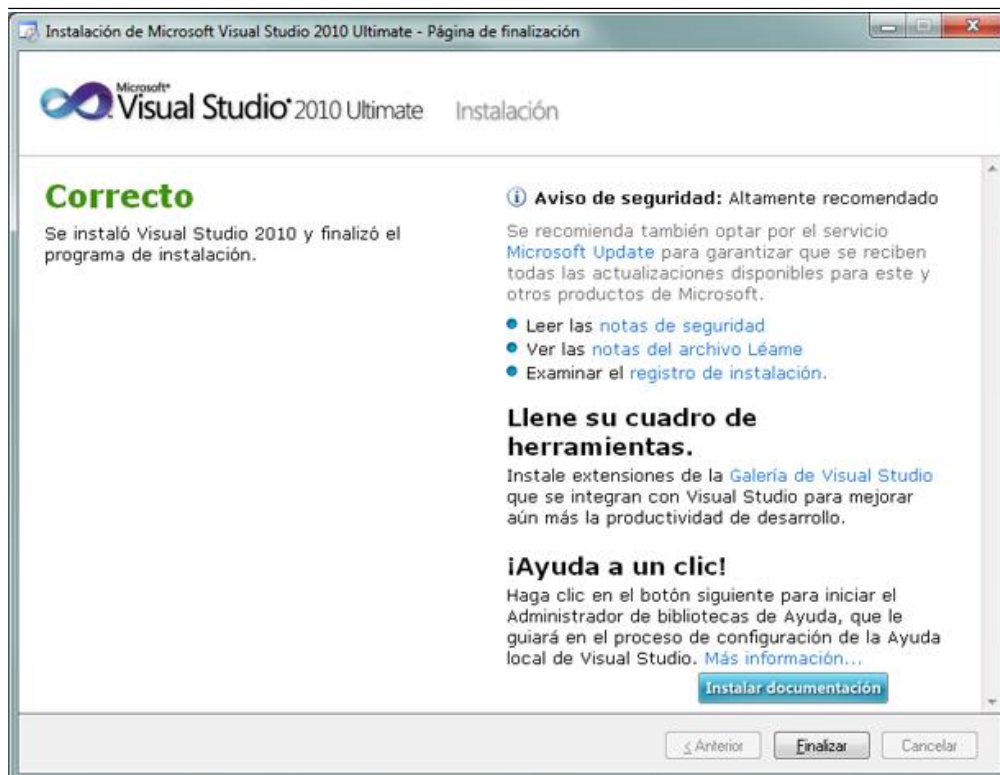 Instalación de Microsoft Visual Studio 2010 Ultimate - Página de finalización
Microsoft®
Visual Studio® 2010 Ultimate Instalación
Correcto
Se instaló Visual Studio 2010 y finalizó el
programa de instalación.
Aviso de seguridad: Altamente recomendado
Se recomienda también optar por el servicio
Microsoft Update para garantizar que se reciben
todas las actualizaciones disponibles para este y
otros productos de Microsoft.
Leer las notas de seguridad
Ver las notas del archivo Léame
Examinar el registro de instalación.
Llene su cuadro de
herramientas.
Instale extensiones de la Galería de Visual Studio
que se integran con Visual Studio para mejorar
aún más la productividad de desarrollo.
¡Ayuda a un clic!
Haga clic en el botón siguiente para iniciar el
Administrador de bibliotecas de Ayuda, que le
guiará en el proceso de configuración de la Ayuda
local de Visual Studio. Más información...
Instalar documentación
< Anterior Finalizar Cancelar